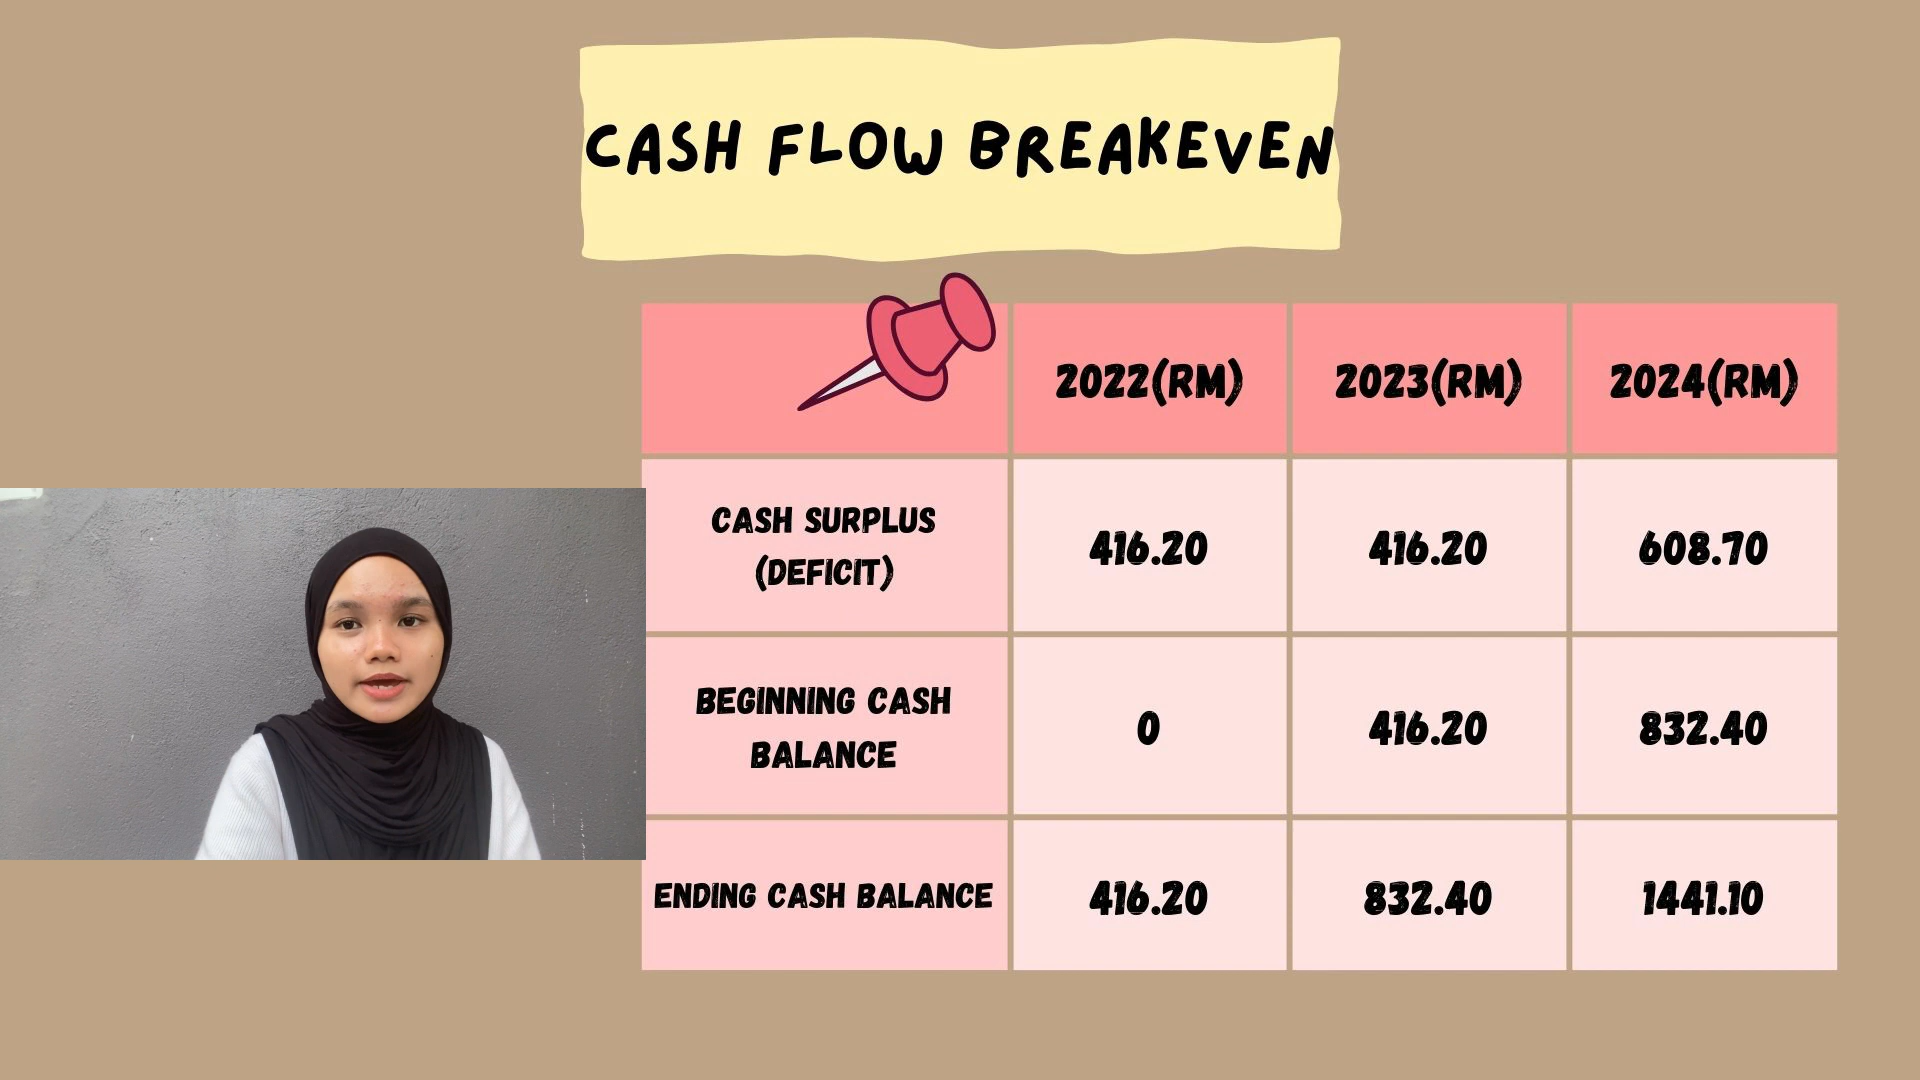 CASH FLOW BREAKEVEN
2022(RM) 2023(RM) 2024(RM)
CASH SURPLUS
(DEFICIT) 416.20 416.20 608.70
BEGINNING CASH
BALANCE 0 416.20 832.40
ENDING CASH BALANCE 416.20 832.40 1441.10